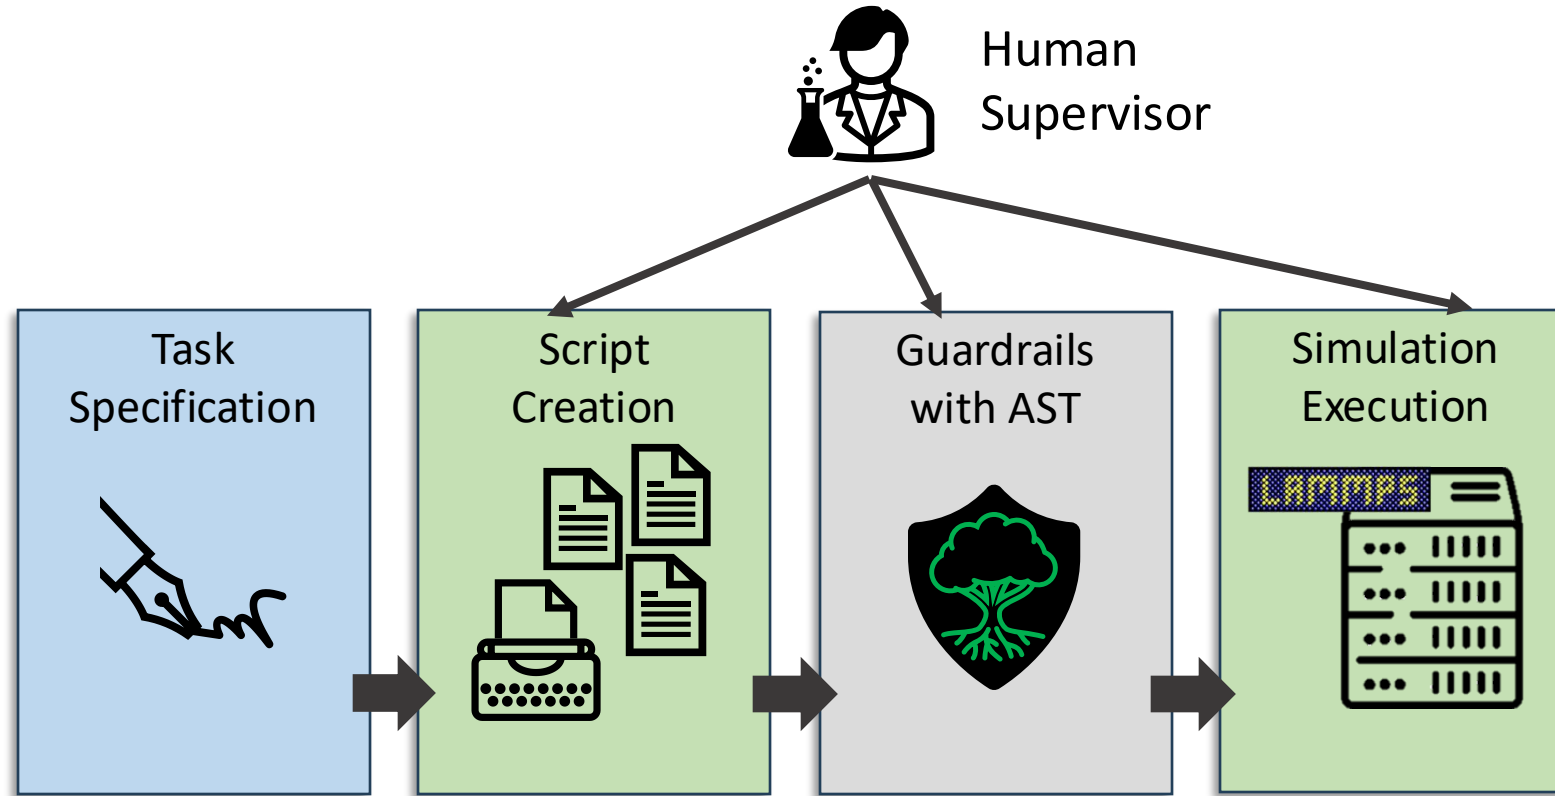 Human
Supervisor
Task
Specification
Script
Creation
Guardrails
with AST
Simulation
Execution
LAMMPS